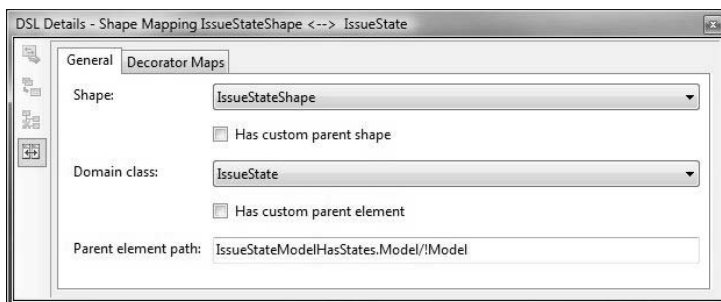 DSL Details - Shape Mapping IssueStateShape <--> IssueState
General Decorator Maps
Shape: IssueStateShape
Has custom parent shape
Domain class: IssueState
Has custom parent element
Parent element path: IssueStateModelHasStates.Model/!Model